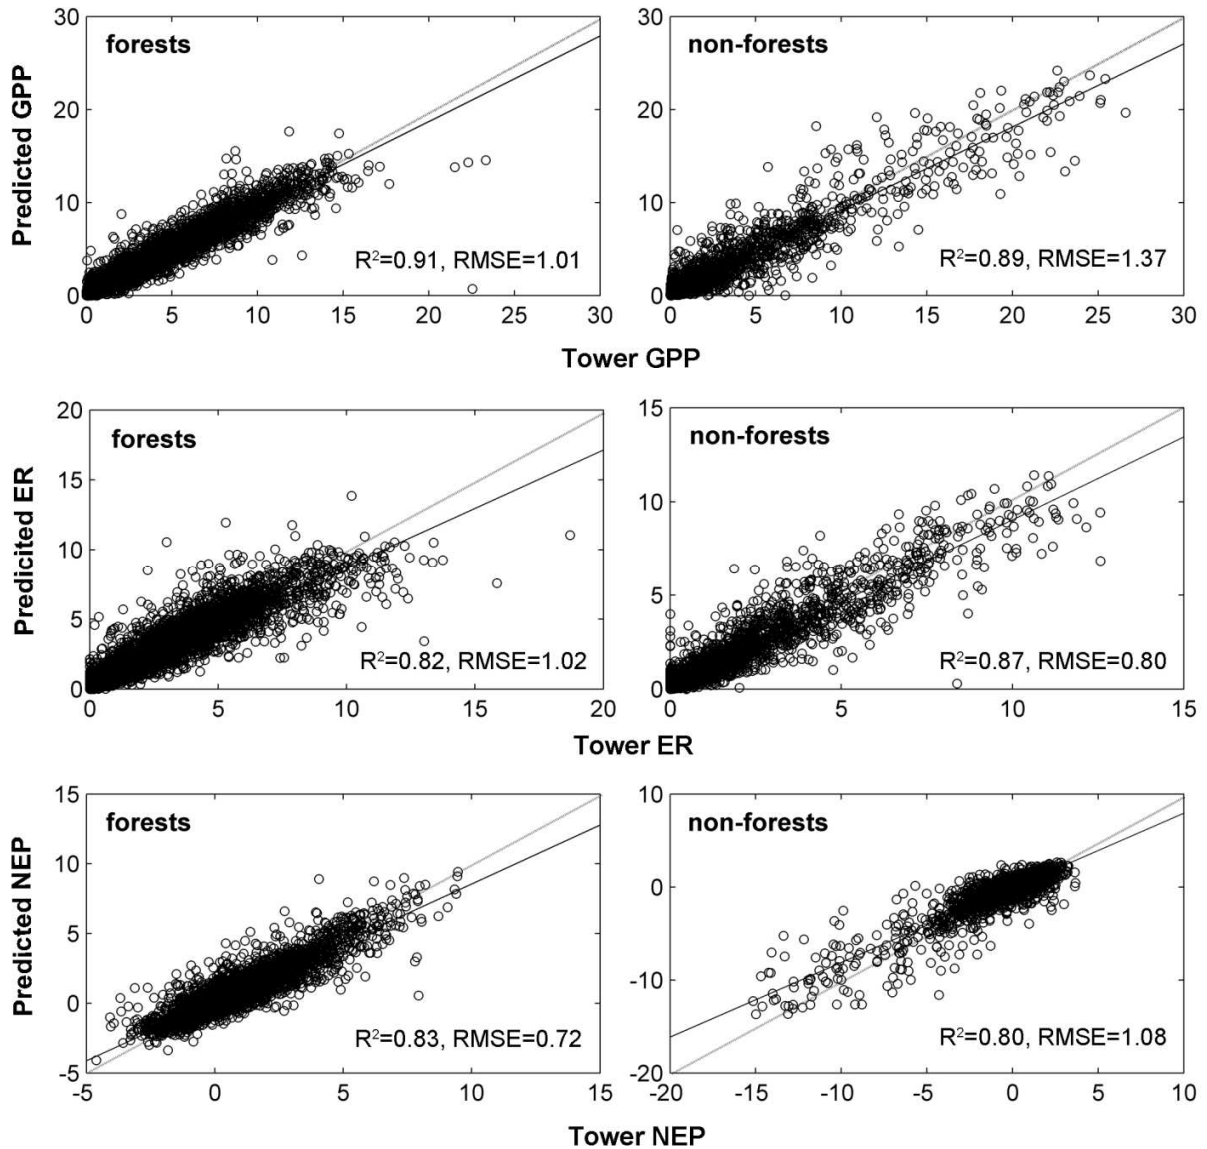 forests
Predicted GPP
30
20
10
0
0 5 10 15 20 25 30
R²=0.91, RMSE=1.01
non-forests
30
20
10
0
0 5 10 15 20 25 30
R²=0.89, RMSE=1.37
Tower GPP
forests
Predicited ER
20
15
10
5
0
0 5 10 15 20
R²=0.82, RMSE=1.02
non-forests
15
10
5
0
0 5 10 15
R²=0.87, RMSE=0.80
Tower ER
forests
Predicted NEP
15
10
5
0
-5
-5 0 5 10 15
R²=0.83, RMSE=0.72
non-forests
10
0
-10
-20
-20 -15 -10 -5 0 5 10
R²=0.80, RMSE=1.08
Tower NEP